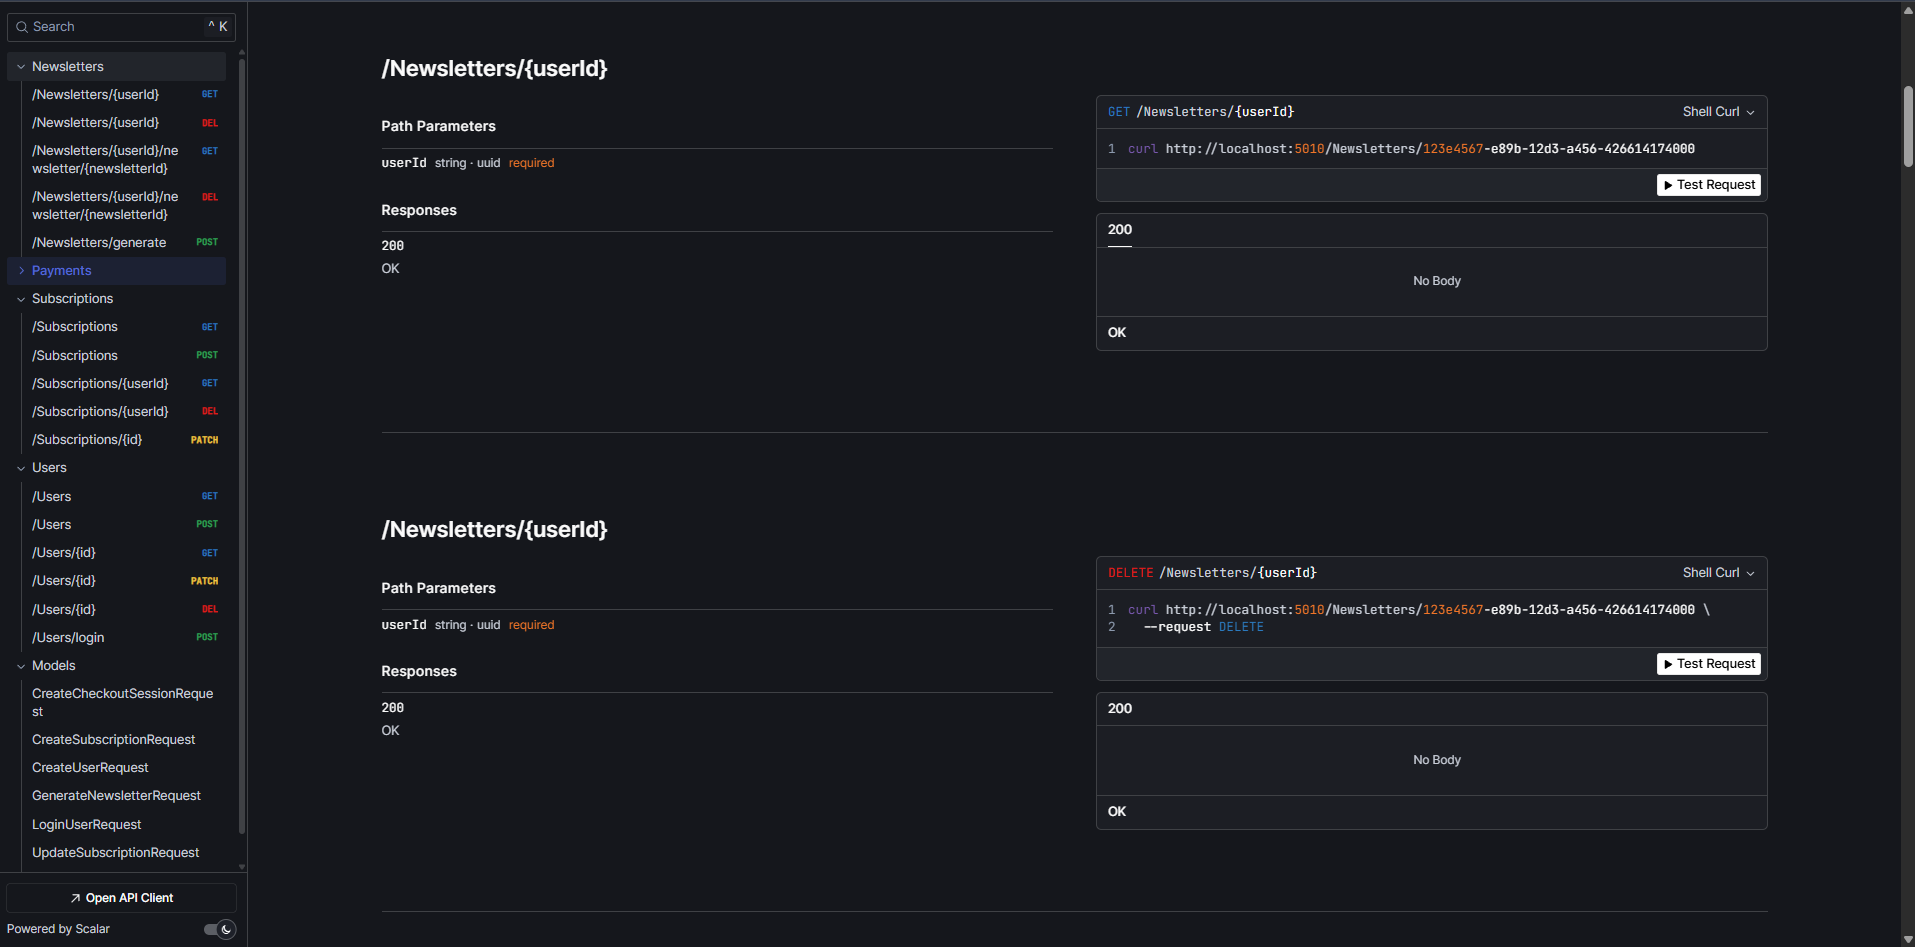 Search
^ K
Newsletters
/Newsletters/{userId} GET
/Newsletters/{userId} DEL
/Newsletters/{userId}/ne GET
wsletter/{newsletterId}
/Newsletters/{userId}/ne DEL
wsletter/{newsletterId}
/Newsletters/generate POST
Payments
Subscriptions
/Subscriptions GET
/Subscriptions POST
/Subscriptions/{userId} GET
/Subscriptions/{userId} DEL
/Subscriptions/{id} PATCH
Users
/Users GET
/Users POST
/Users/{id} GET
/Users/{id} PATCH
/Users/{id} DEL
/Users/login POST
Models
CreateCheckoutSessionReque
st
CreateSubscriptionRequest
CreateUserRequest
GenerateNewsletterRequest
LoginUserRequest
UpdateSubscriptionRequest
Open API Client
Powered by Scalar
/Newsletters/{userId}
Path Parameters
userId string · uuid required
Responses
200
OK
GET /Newsletters/{userId}
Shell Curl
1 curl http://localhost:5010/Newsletters/123e4567-e89b-12d3-a456-426614174000
Test Request
200
No Body
OK
/Newsletters/{userId}
Path Parameters
userId string · uuid required
Responses
200
OK
DELETE /Newsletters/{userId}
Shell Curl
1 curl http://localhost:5010/Newsletters/123e4567-e89b-12d3-a456-426614174000 \
2 --request DELETE
Test Request
200
No Body
OK